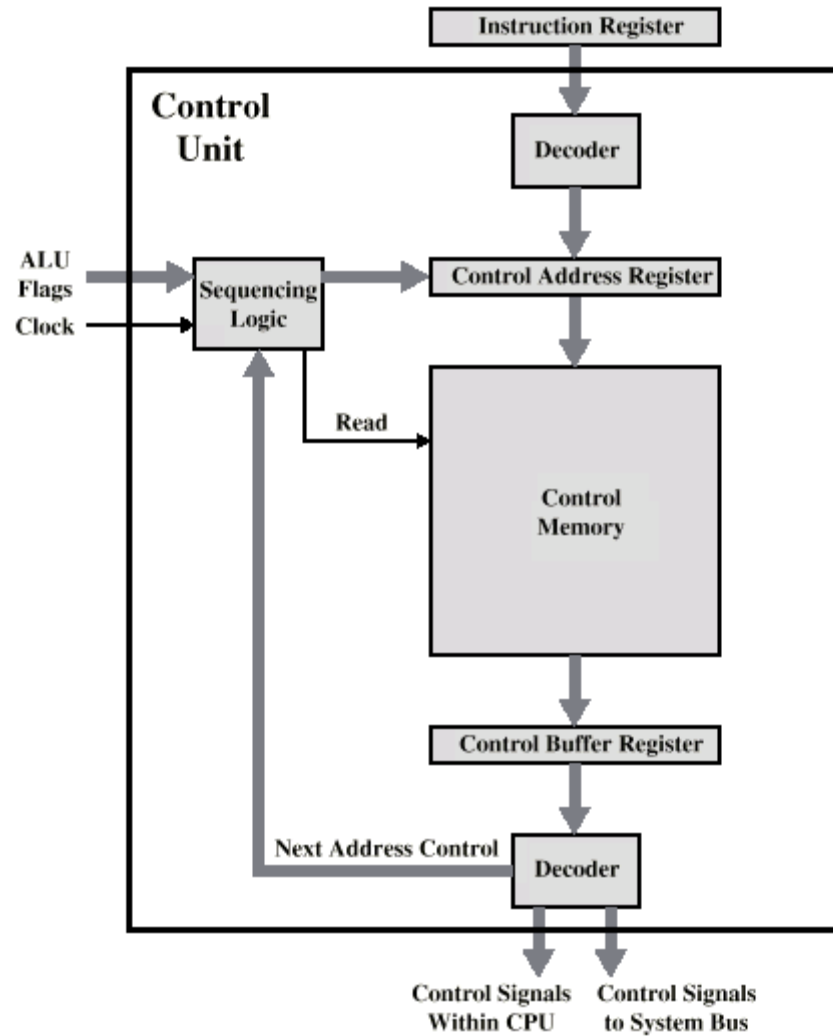 Instruction Register
Control
Unit
Decoder
ALU
Flags
Clock
Sequencing
Logic
Control Address Register
Read
Control
Memory
Control Buffer Register
Next Address Control
Decoder
Control Signals
Within CPU
Control Signals
to System Bus